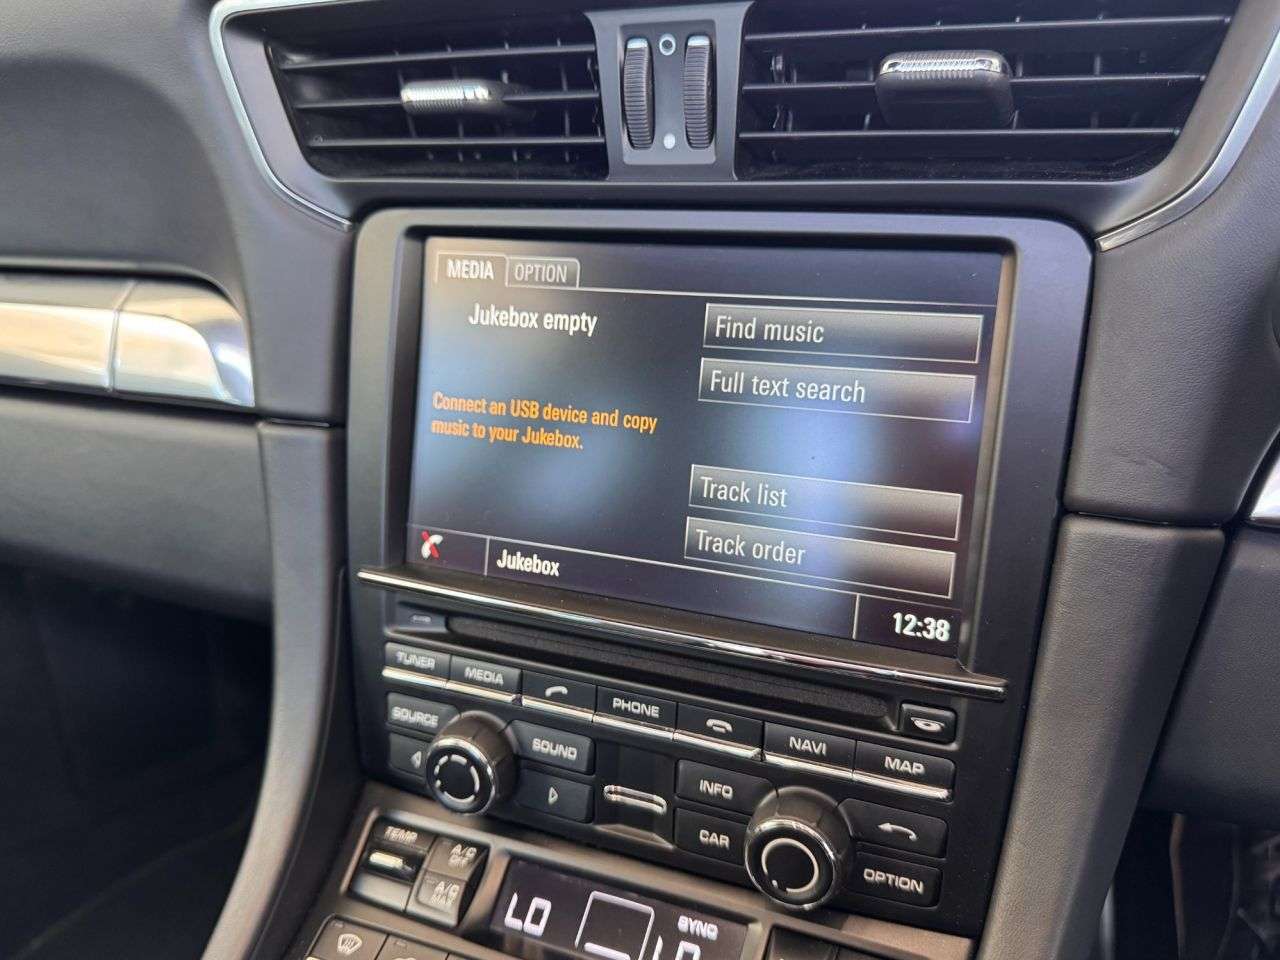 MEDIA OPTION
Jukebox empty
Find music
Full text search
Connect an USB device and copy
music to your Jukebox.
Track list
Track order
Jukebox
12:38
TUNER MEDIA PHONE NAVI MAP
SOURCE SOUND INFO
CAR OPTION
TEMP A/C
OFF
A/C
MAX
LO SYNC
LO